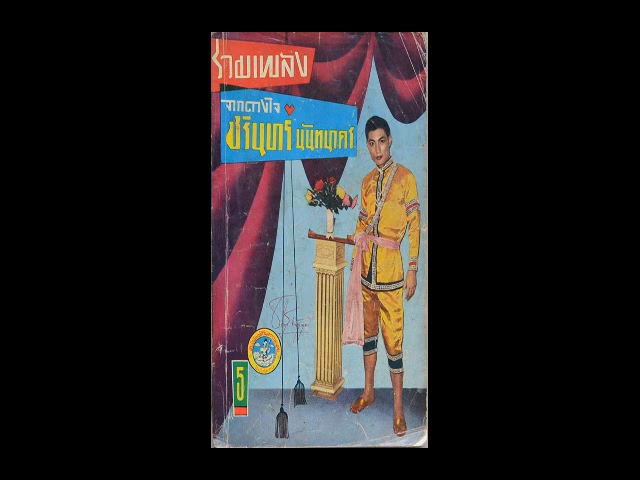 รวมเพลง
จากดวงใจ
ชรินทร์ นันทนาคร
๕